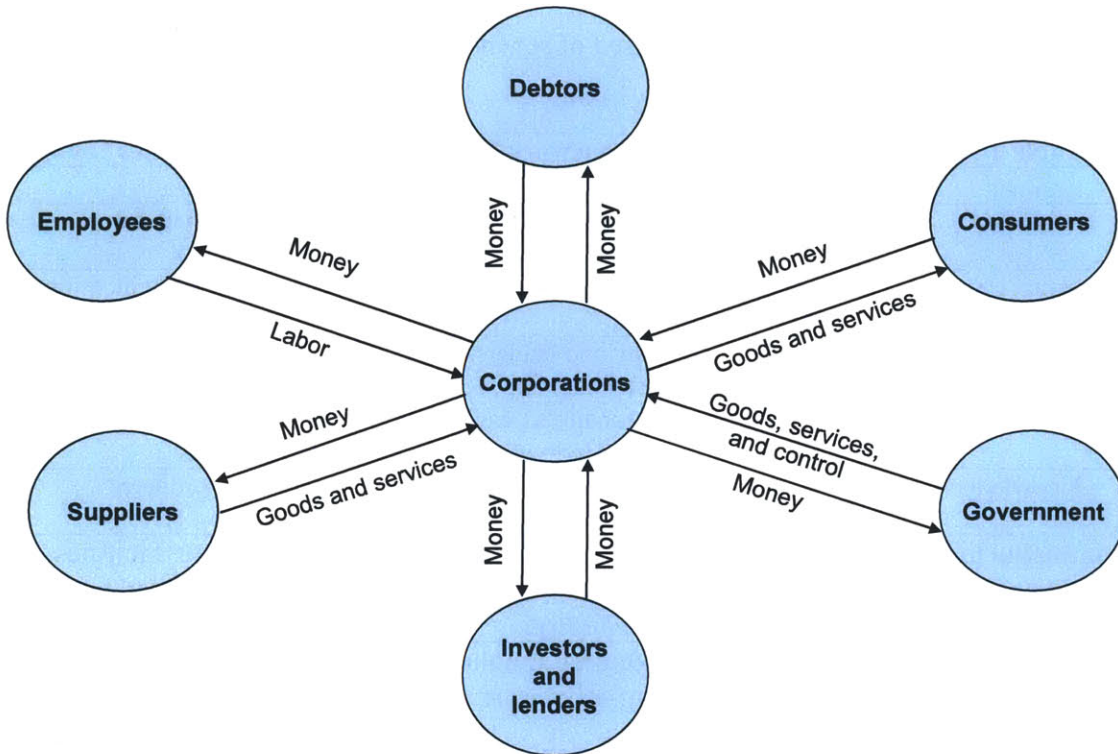 Debtors
Employees
Consumers
Money
Money
Money
Money
Labor
Goods and services
Corporations
Money
Goods and services
Goods, services,
and control
Money
Suppliers
Government
Money
Money
Investors
and
lenders